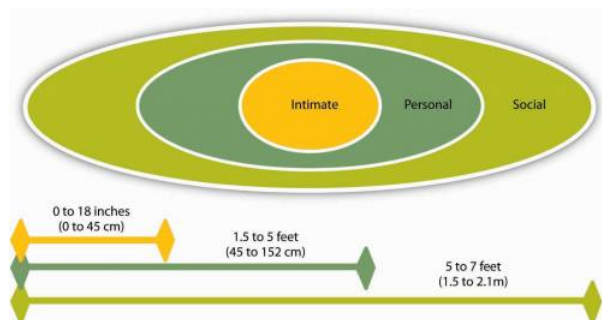 Intimate
Personal
Social
0 to 18 inches
(0 to 45 cm)
1.5 to 5 feet
(45 to 152 cm)
5 to 7 feet
(1.5 to 2.1m)